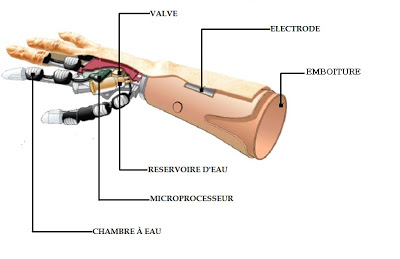 VALVE
ELECTRODE
EMBOITURE
RESERVOIRE D'EAU
MICROPROCESSEUR
CHAMBRE À EAU